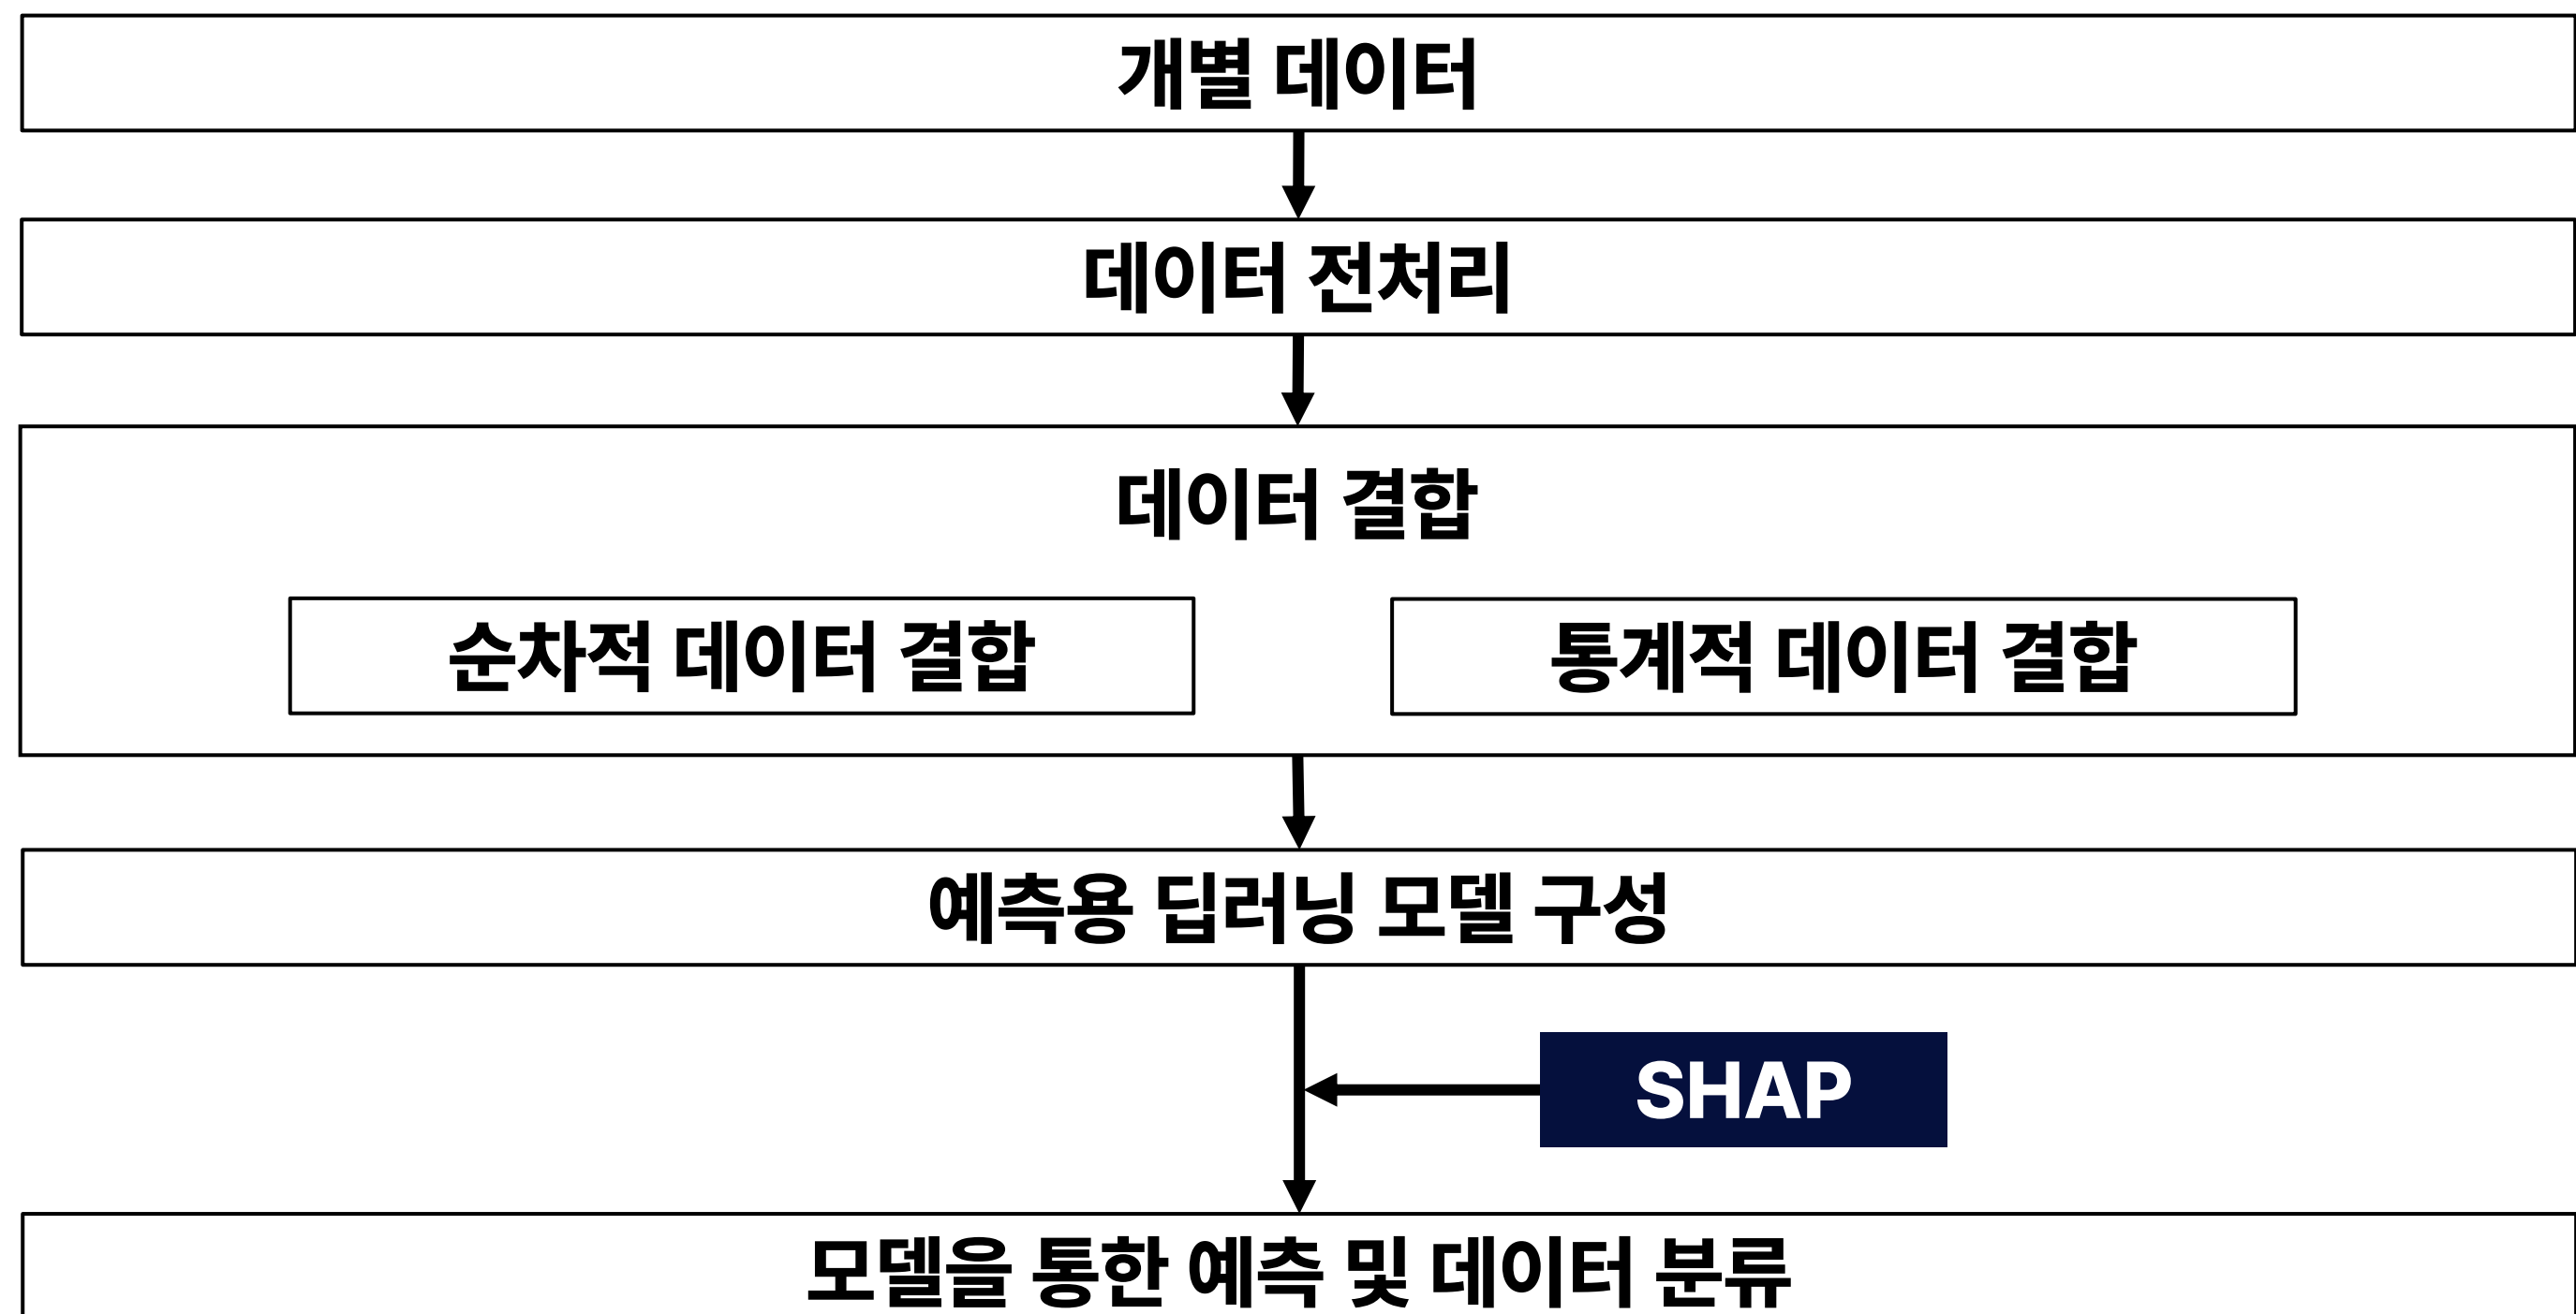 개별 데이터
데이터 전처리
데이터 결합
순차적 데이터 결합
통계적 데이터 결합
예측용 딥러닝 모델 구성
SHAP
모델을 통한 예측 및 데이터 분류